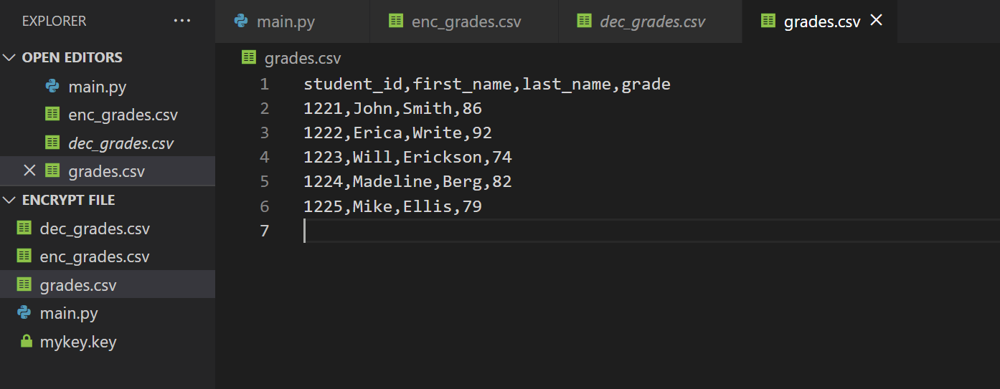 EXPLORER ...
OPEN EDITORS
main.py
enc_grades.csv
dec_grades.csv
grades.csv
ENCRYPT FILE
dec_grades.csv
enc_grades.csv
grades.csv
main.py
mykey.key
main.py enc_grades.csv dec_grades.csv grades.csv
grades.csv
1 student_id,first_name,last_name,grade
2 1221,John,Smith,86
3 1222,Erica,Write,92
4 1223,Will,Erickson,74
5 1224,Madeline,Berg,82
6 1225,Mike,Ellis,79
7